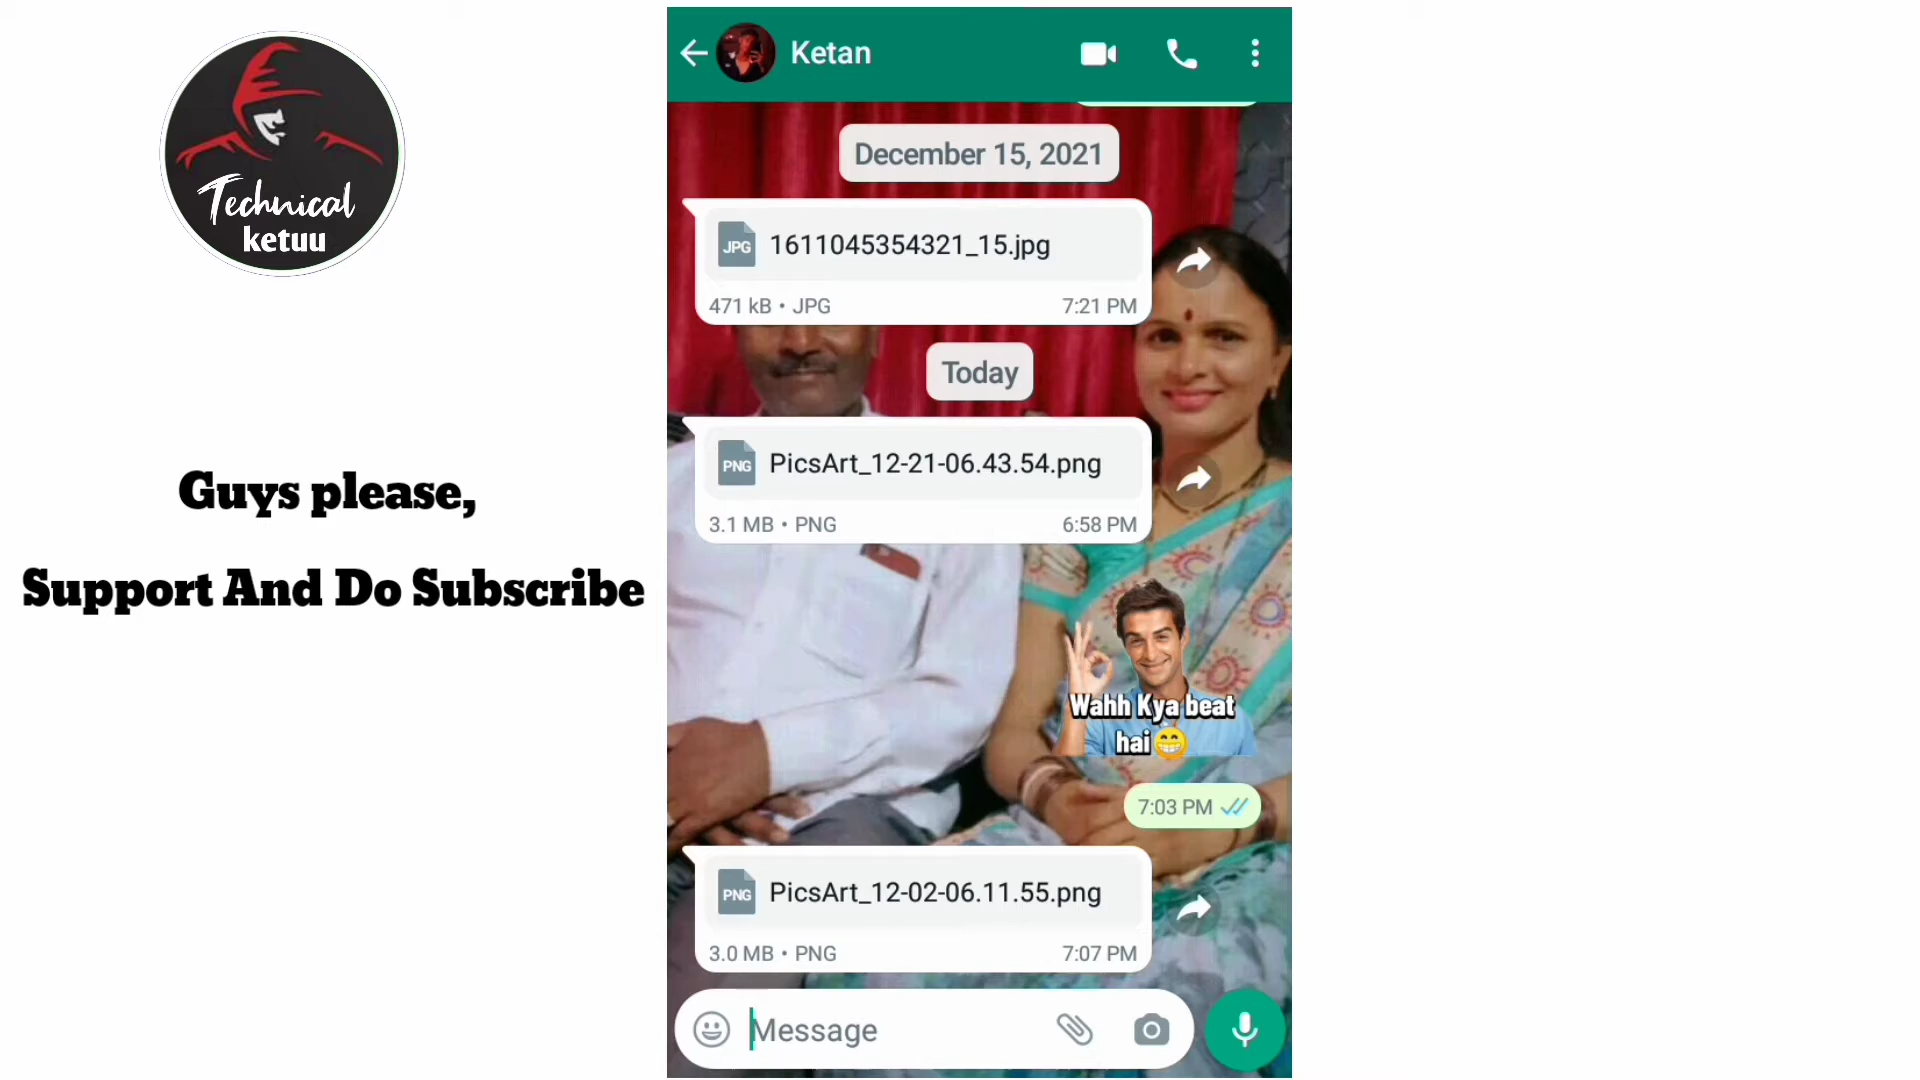 Technical
ketuu
Guys please,
Support And Do Subscribe
Ketan
December 15, 2021
JPG
1611045354321_15.jpg
471 kB • JPG
7:21 PM
Today
PNG
PicsArt_12-21-06.43.54.png
3.1 MB • PNG
6:58 PM
Wahh Kya beat
hai😁
7:03 PM
PNG
PicsArt_12-02-06.11.55.png
3.0 MB • PNG
7:07 PM
Message